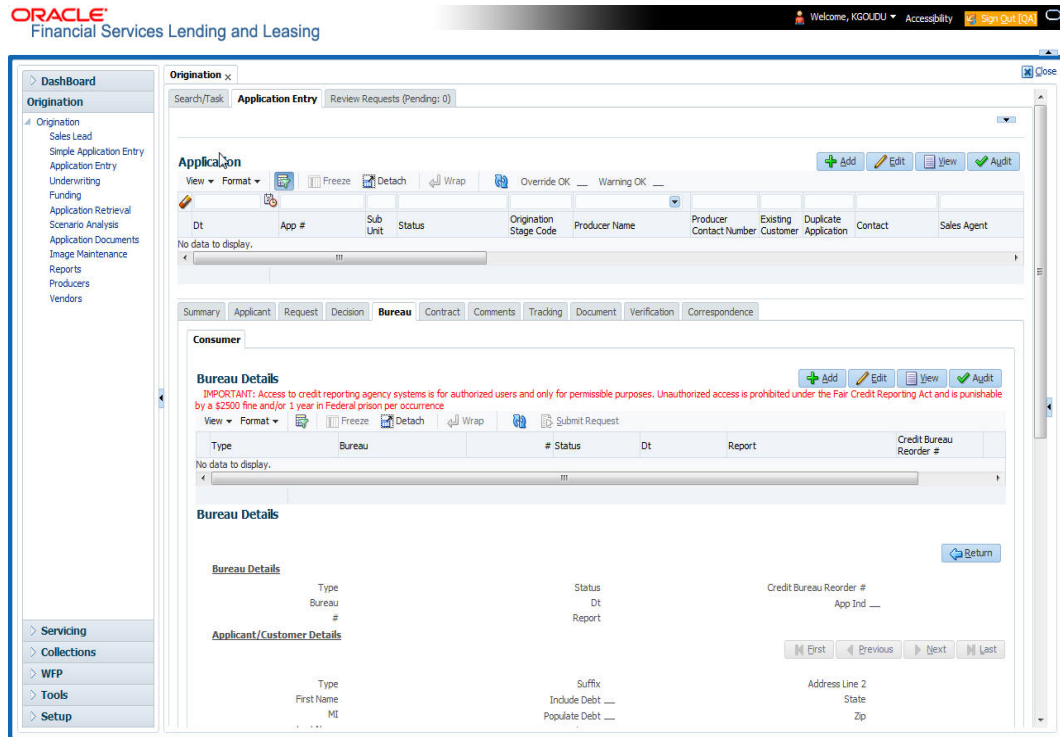 ORACLE
Financial Services Lending and Leasing
Welcome, KGOUDU Accessibility Sign Out [QA]
Close
DashBoard
Origination
Origination
Sales Lead
Simple Application Entry
Application Entry
Underwriting
Funding
Application Retrieval
Scenario Analysis
Application Documents
Image Maintenance
Reports
Producers
Vendors
Servicing
Collections
WFP
Tools
Setup
Origination x
Search/Task Application Entry Review Requests (Pending: 0)
Application
Add Edit View Audit
View Format Freeze Detach Wrap Override OK Warning OK
Dt App # Sub Unit Status Origination Stage Code Producer Name Producer Contact Number Existing Customer Duplicate Application Contact Sales Agent
No data to display.
Summary Applicant Request Decision Bureau Contract Comments Tracking Document Verification Correspondence
Consumer
Bureau Details
Add Edit View Audit
IMPORTANT: Access to credit reporting agency systems is for authorized users and only for permissible purposes. Unauthorized access is prohibited under the Fair Credit Reporting Act and is punishable
by a $2500 fine and/or 1 year in Federal prison per occurrence
View Format Freeze Detach Wrap Submit Request
Type Bureau # Status Dt Report Credit Bureau Reorder #
No data to display.
Bureau Details
Return
Bureau Details
Type Status Credit Bureau Reorder #
Bureau Dt App Ind
# Report
Applicant/Customer Details
First Previous Next Last
Type Suffix Address Line 2
First Name Include Debt State
MI Populate Debt Zip